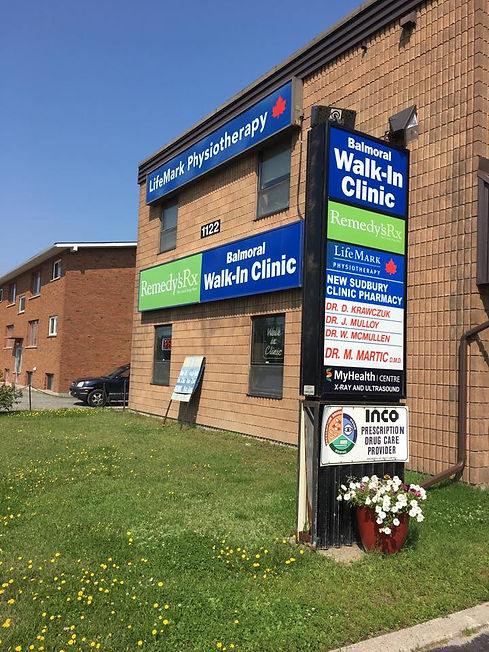 LifeMark Physiotherapy
1122
Remedy'sRx
Balmoral
Walk-In Clinic
Walk
in
Clinic
Balmoral
Walk-In
Clinic
Remedy'sRx
LIFEMARK
PHYSIOTHERAPY
NEW SUDBURY
CLINIC PHARMACY
DR. D. KRAWCZUK
DR. J. MULLOY
DR. W. MCMULLEN
DR. M. MARTIC D.M.D
MyHealth CENTRE
X-RAY AND ULTRASOUND
INCO
PRESCRIPTION
DRUG CARE
PROVIDER